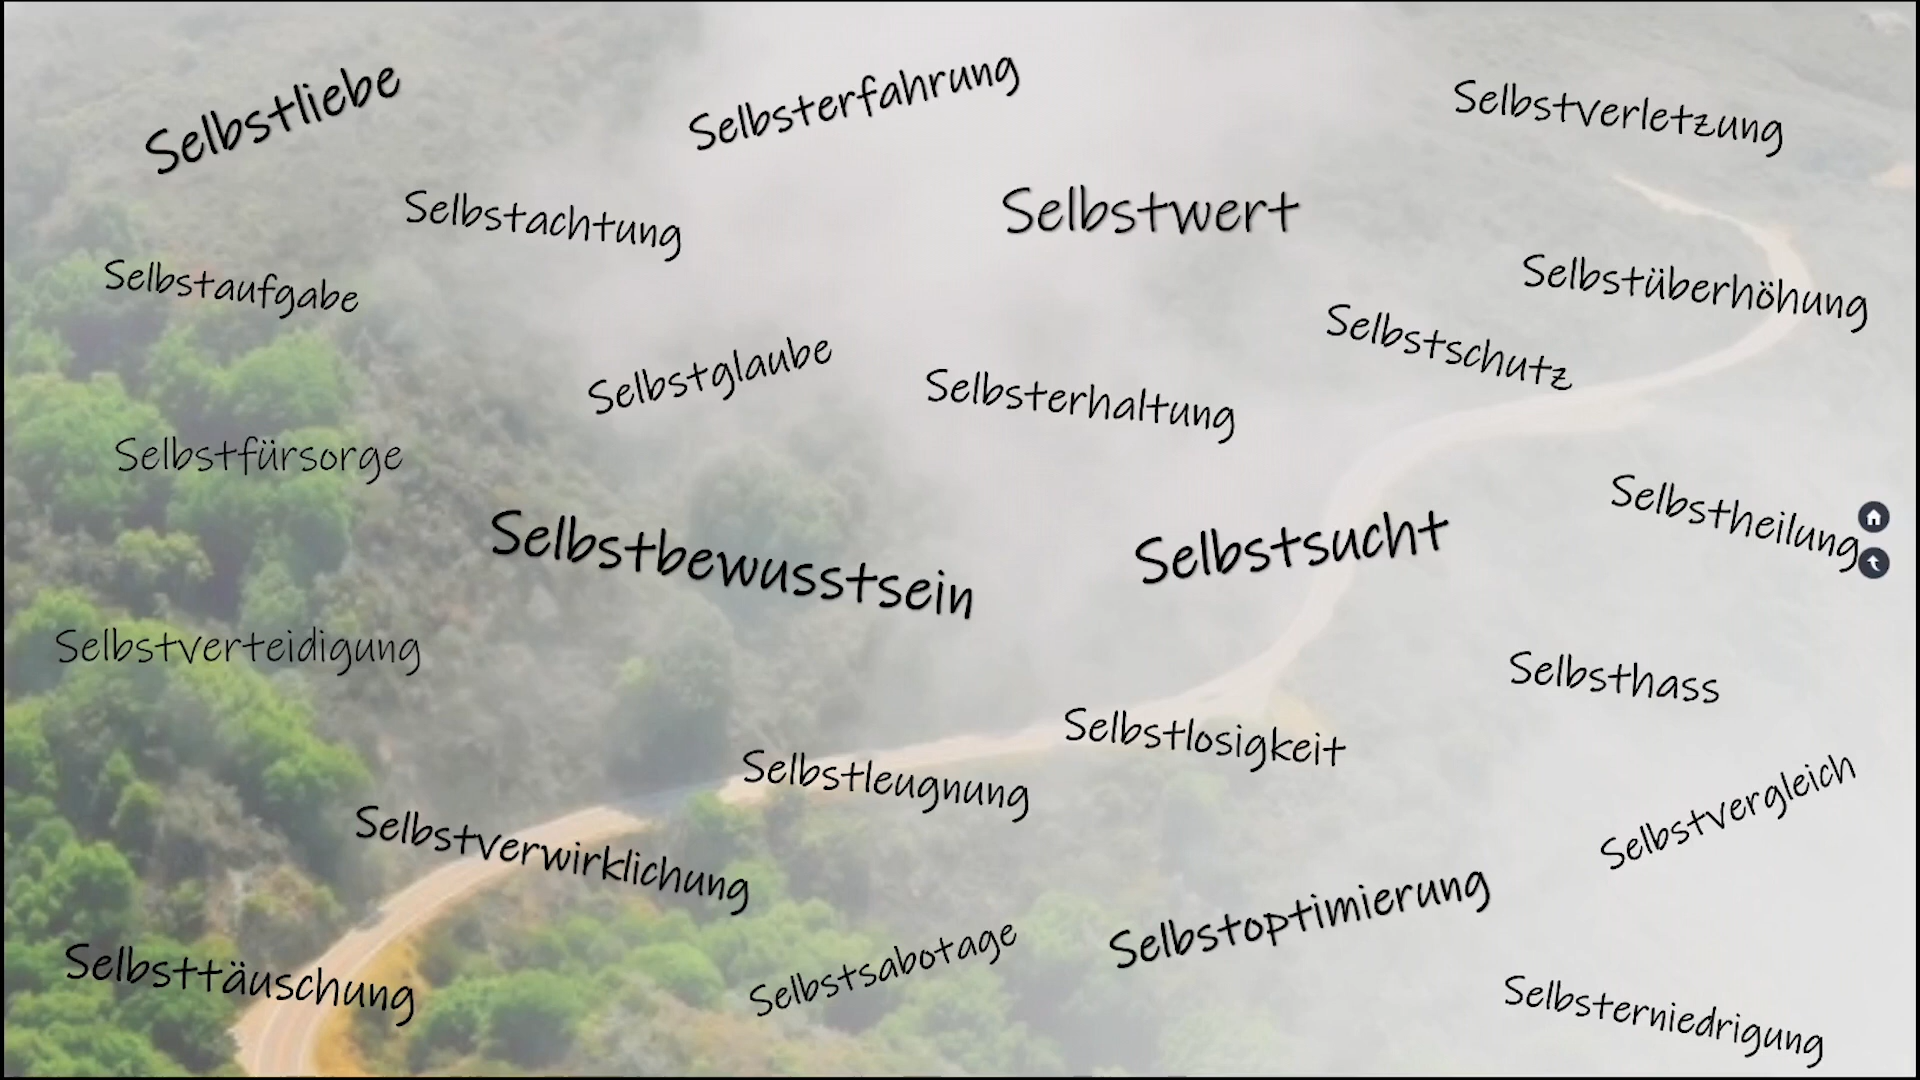 Selbstliebe
Selbsterfahrung
Selbstverletzung
Selbstachtung
Selbstwert
Selbstaufgabe
Selbstüberhöhung
Selbstschutz
Selbstglaube
Selbsterhaltung
Selbstfürsorge
Selbstheilung
Selbstbewusstsein
Selbstsucht
Selbstverteidigung
Selbsthass
Selbstlosigkeit
Selbstleugnung
Selbstvergleich
Selbstverwirklichung
Selbstoptimierung
Selbsttäuschung
Selbstsabotage
Selbsterniedrigung